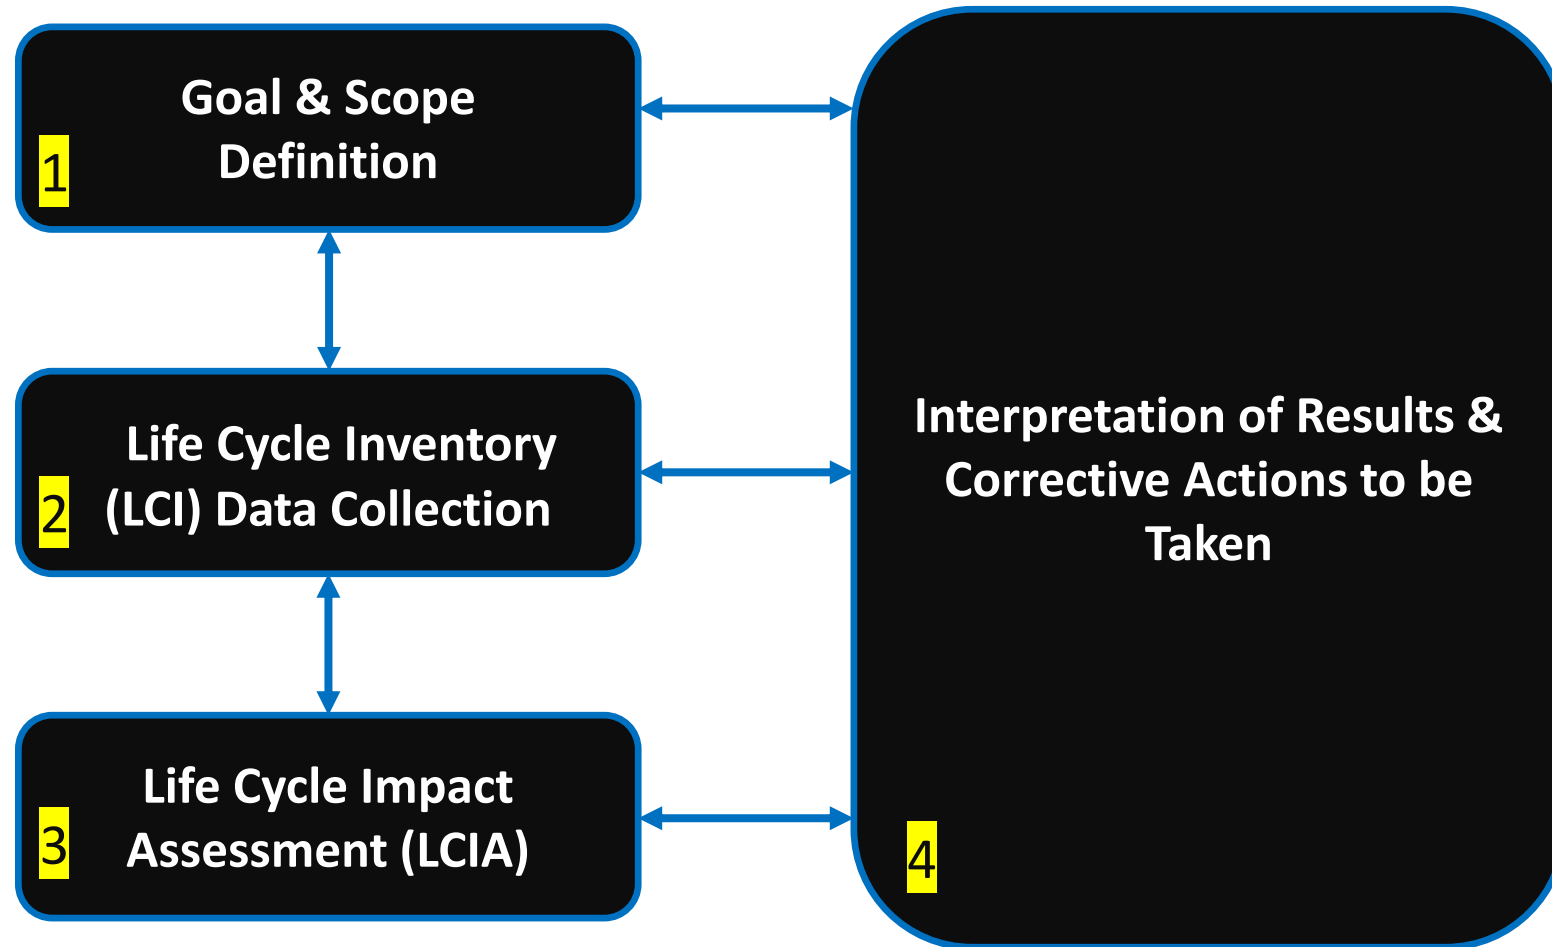 Goal & Scope
Definition
1
Life Cycle Inventory
(LCI) Data Collection
2
Life Cycle Impact
Assessment (LCIA)
3
Interpretation of Results &
Corrective Actions to be
Taken
4